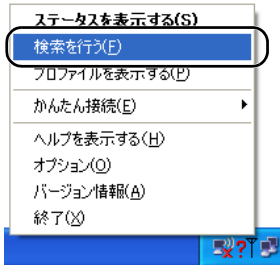 ステータスを表示する(S)
検索を行う(F)
プロファイルを表示する(P)
かんたん接続(E)
ヘルプを表示する(H)
オプション(O)
バージョン情報(A)
終了(X)